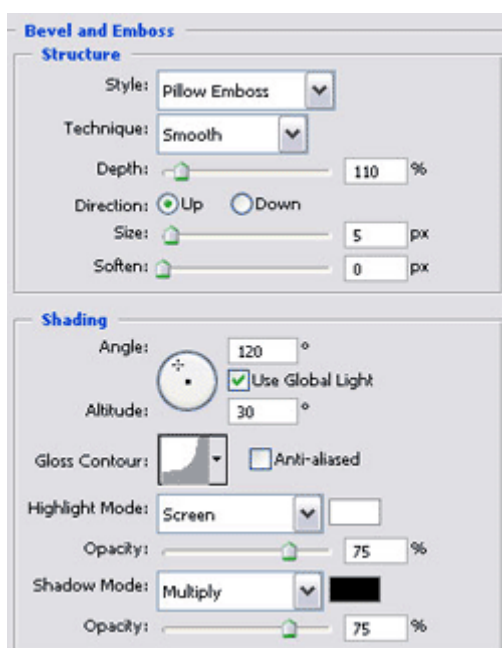 Bevel and Emboss
Structure
Style: Pillow Emboss
Technique: Smooth
Depth: 110 %
Direction: Up Down
Size: 5 px
Soften: 0 px
Shading
Angle: 120 °
Use Global Light
Altitude: 30 °
Gloss Contour: Anti-aliased
Highlight Mode: Screen
Opacity: 75 %
Shadow Mode: Multiply
Opacity: 75 %